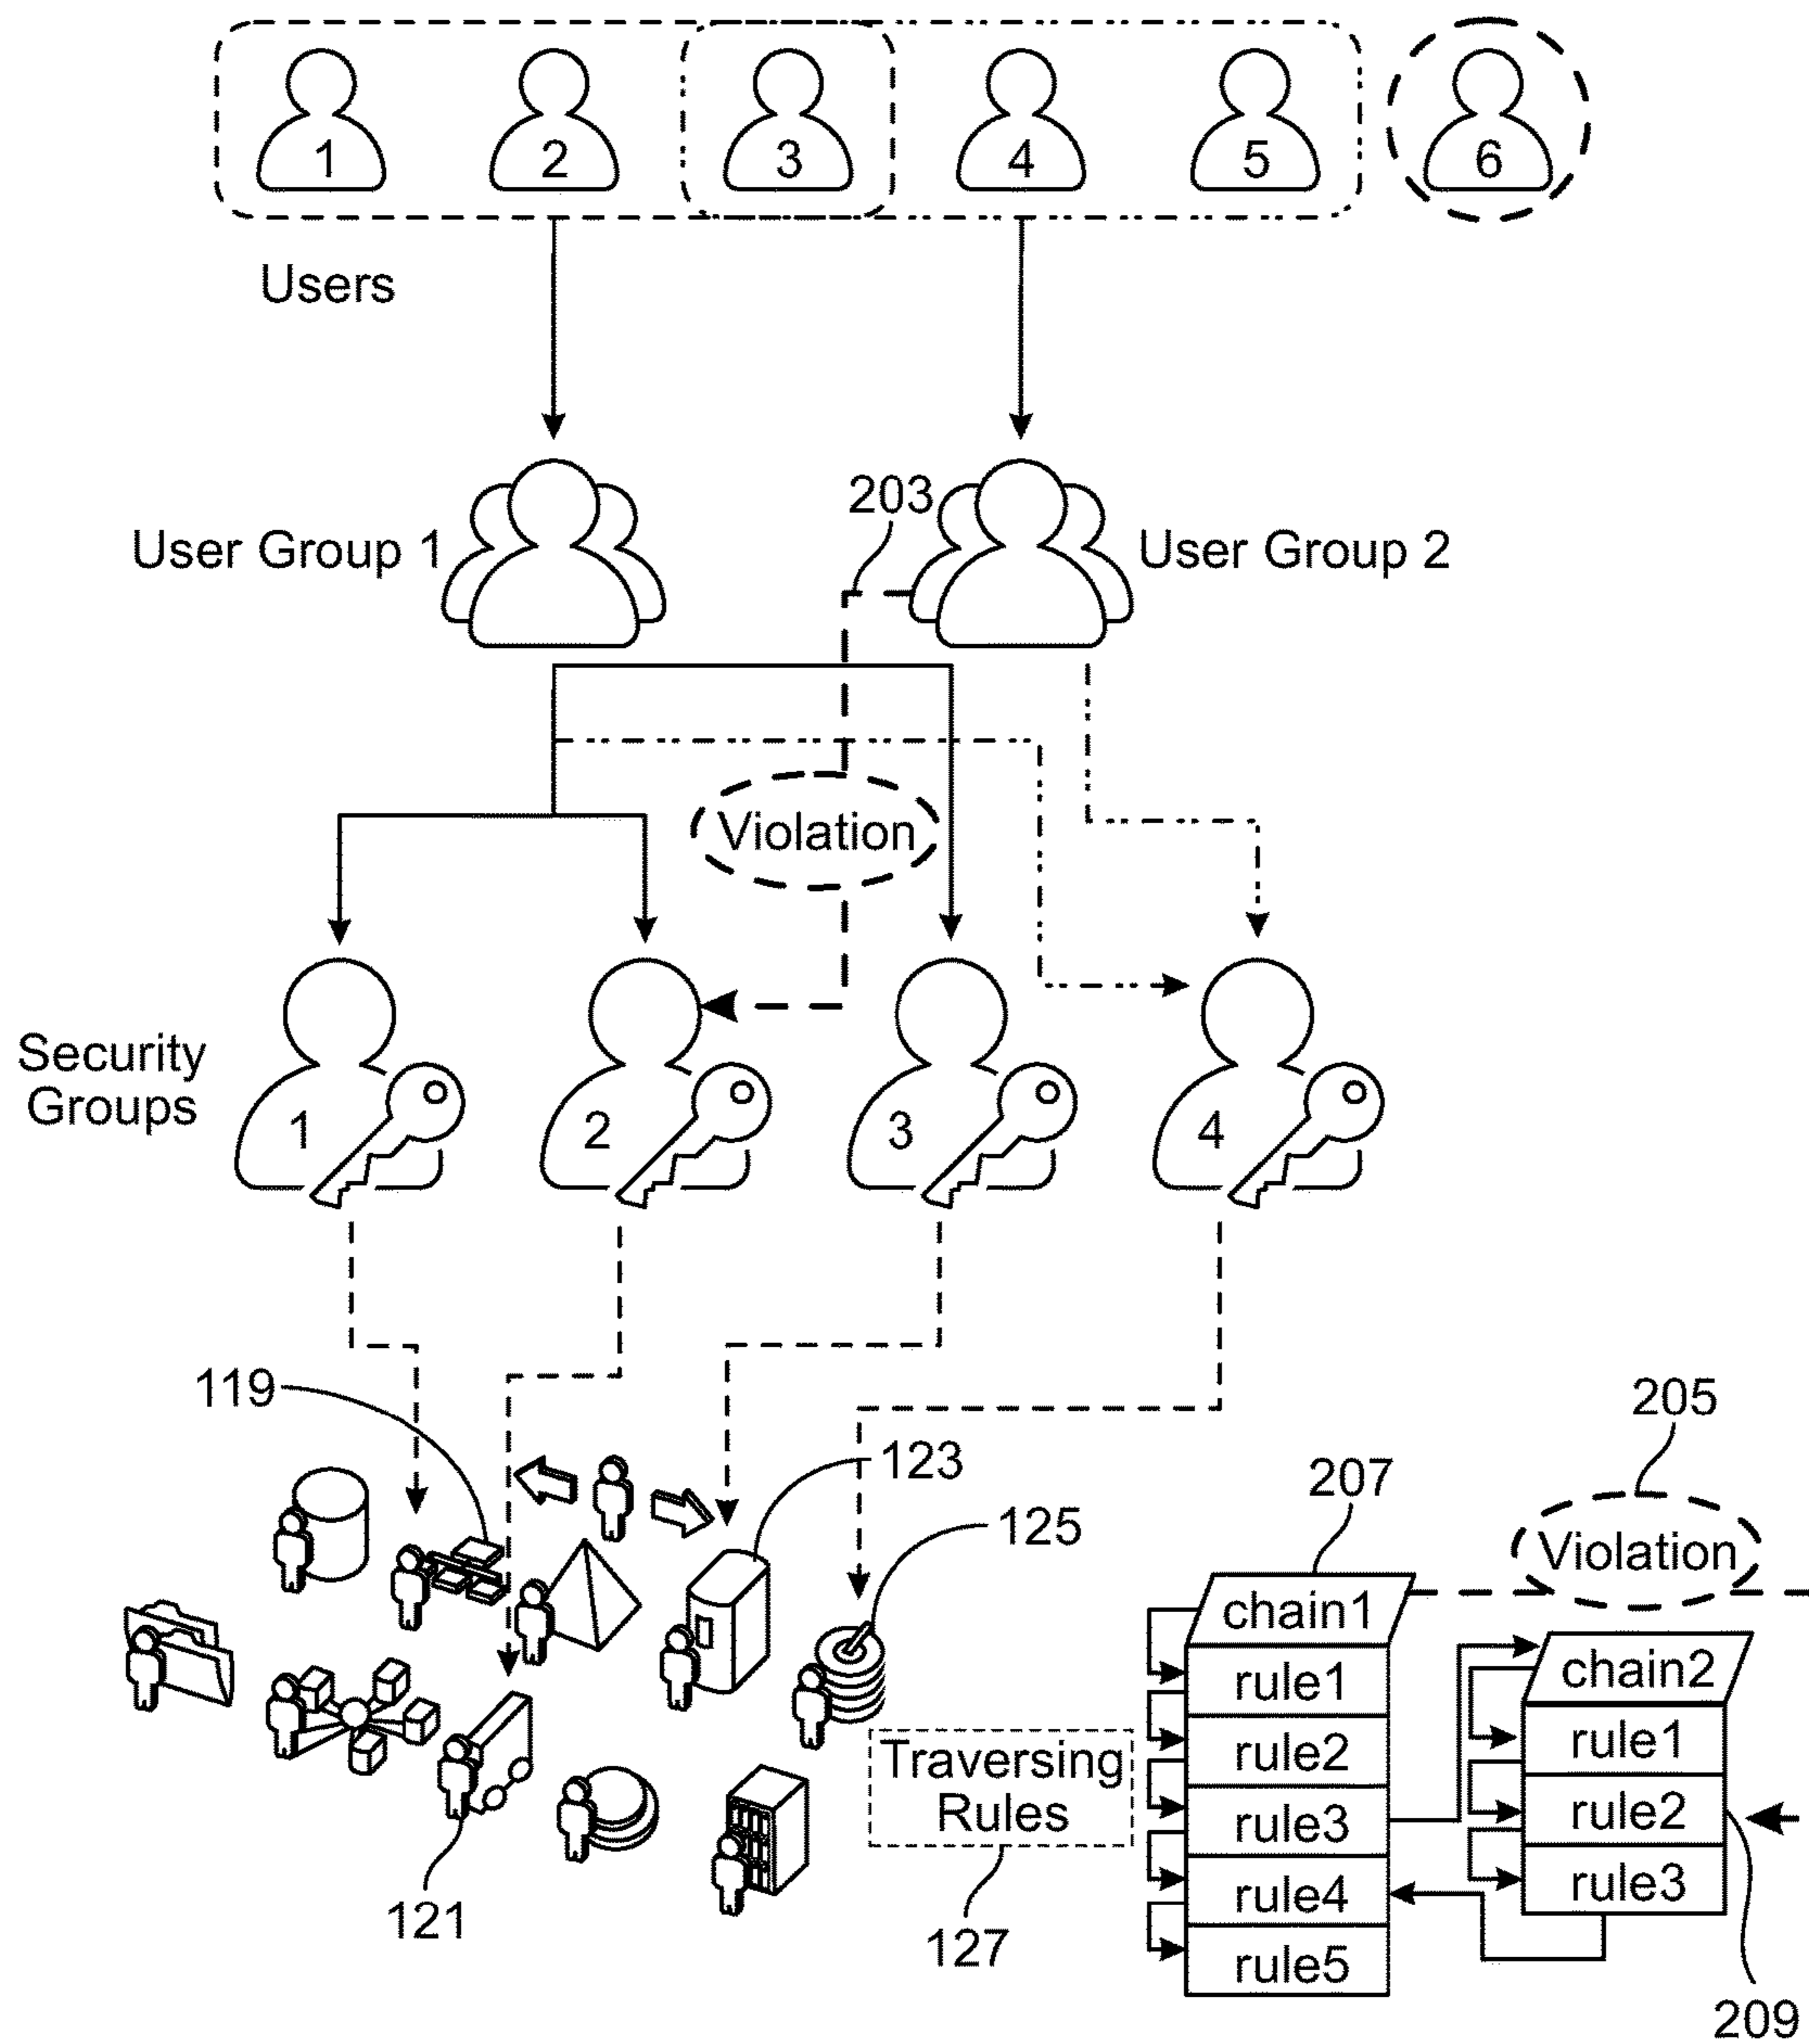 1 2 3 4 5 6
Users
203
User Group 1
User Group 2
Violation
Security
Groups
1 2 3 4
119
123
125
205
207
Violation
chain1
rule1
rule2
rule3
rule4
rule5
chain2
rule1
rule2
rule3
Traversing
Rules
121
127
209